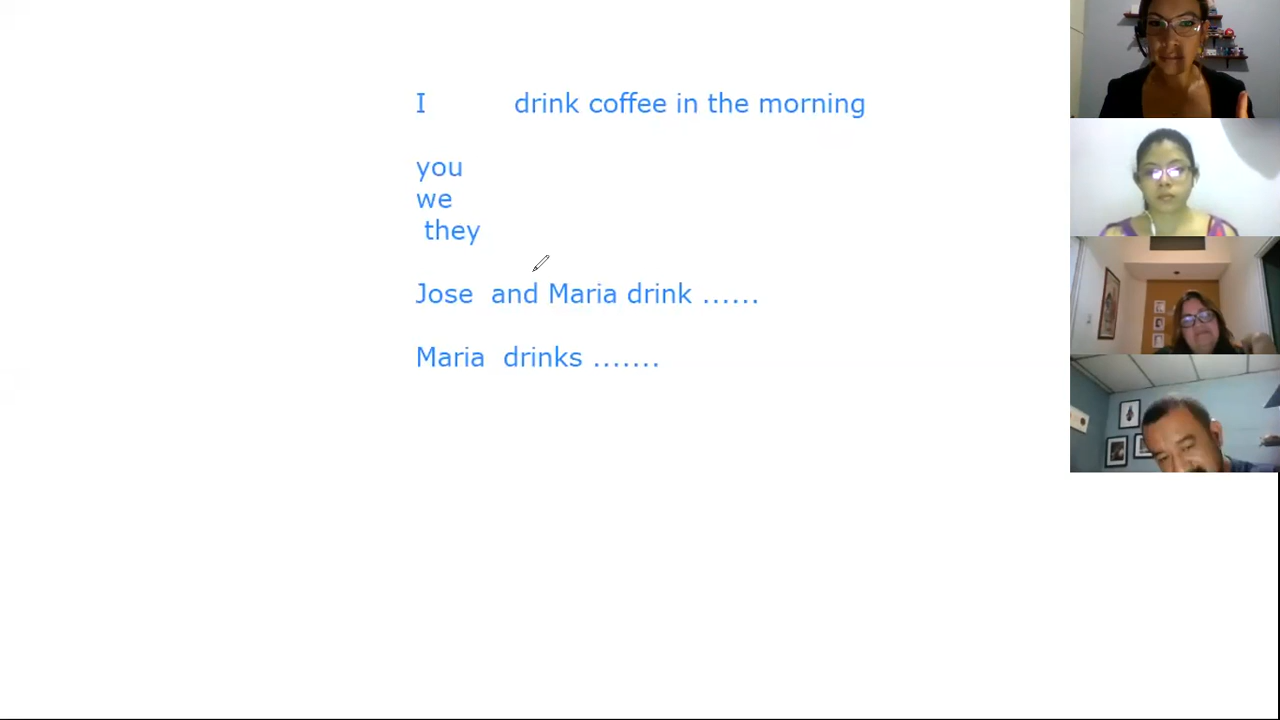 I drink coffee in the morning
you
we
they
Jose and Maria drink ......
Maria drinks .......